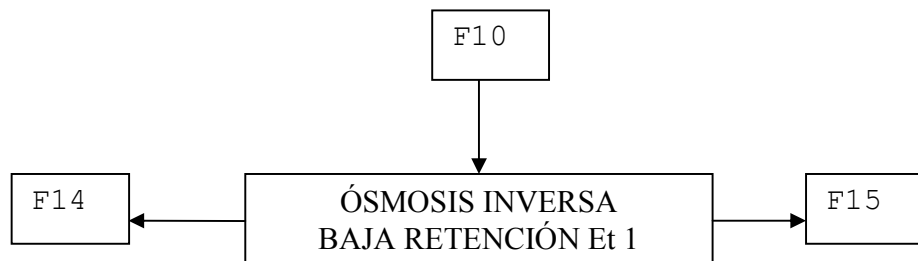 F10
F14
ÓSMOSIS INVERSA
BAJA RETENCIÓN Et 1
F15